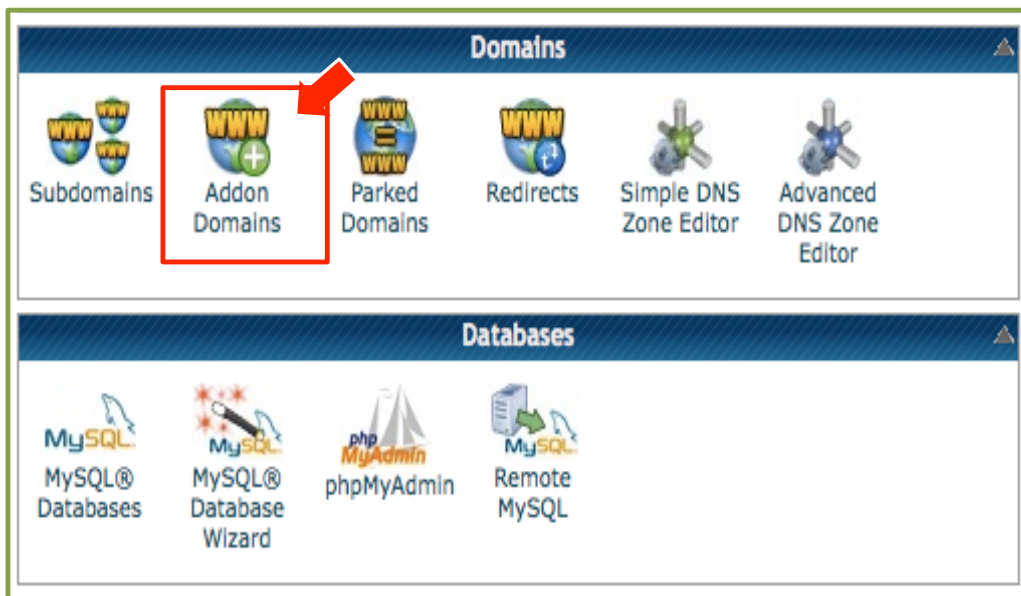 Domains
WWW
WWW
WWW
Subdomains
WWW
Addon
Domains
WWW
WWW
Parked
Domains
WWW
Redirects
Simple DNS
Zone Editor
Advanced
DNS Zone
Editor
Databases
MySQL
MySQL®
Databases
MySQL
MySQL®
Database
Wizard
php
MyAdmin
phpMyAdmin
MySQL
Remote
MySQL